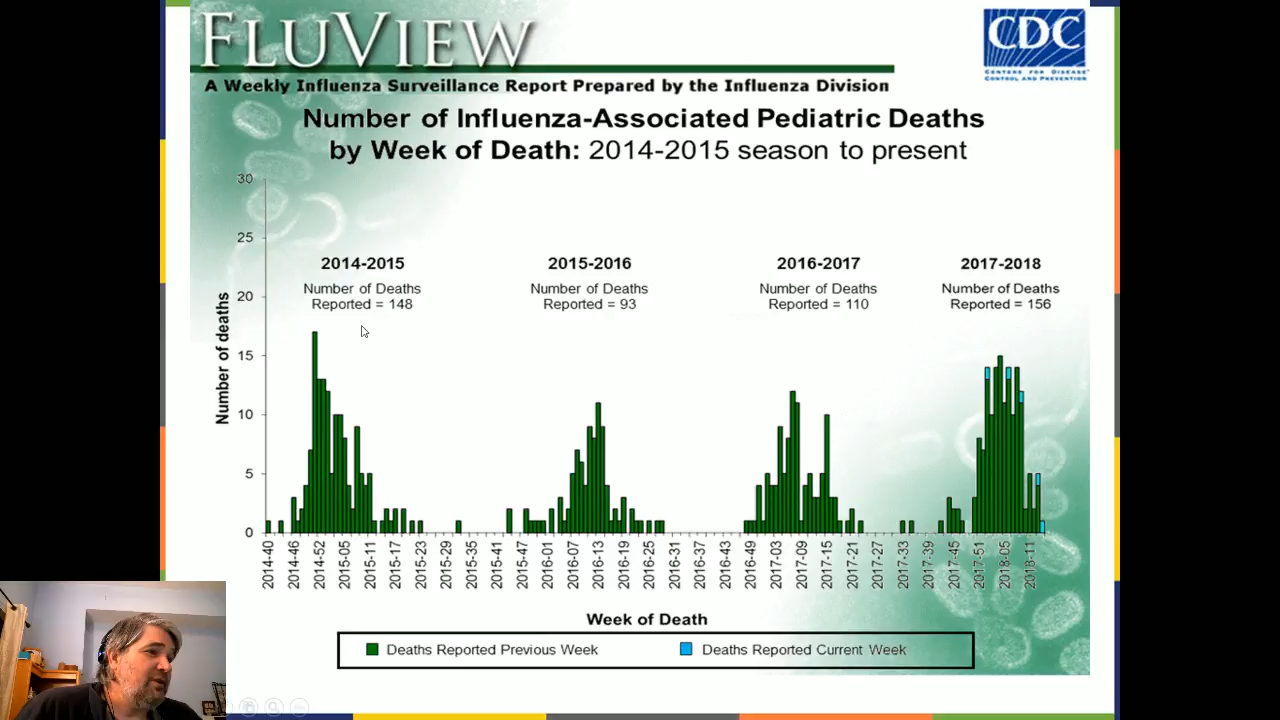 FLUVIEW
CDC
CENTERS FOR DISEASE
CONTROL AND PREVENTION
A Weekly Influenza Surveillance Report Prepared by the Influenza Division
Number of Influenza-Associated Pediatric Deaths
by Week of Death: 2014-2015 season to present
30
25
20
15
10
5
0
Number of deaths
2014-2015
Number of Deaths
Reported = 148
2015-2016
Number of Deaths
Reported = 93
2016-2017
Number of Deaths
Reported = 110
2017-2018
Number of Deaths
Reported = 156
2014-40
2014-46
2014-52
2015-05
2015-11
2015-17
2015-23
2015-29
2015-35
2015-41
2015-47
2016-01
2016-07
2016-13
2016-19
2016-25
2016-31
2016-37
2016-43
2016-49
2017-03
2017-09
2017-15
2017-21
2017-27
2017-33
2017-39
2017-45
2017-51
2018-05
2018-11
Week of Death
Deaths Reported Previous Week
Deaths Reported Current Week